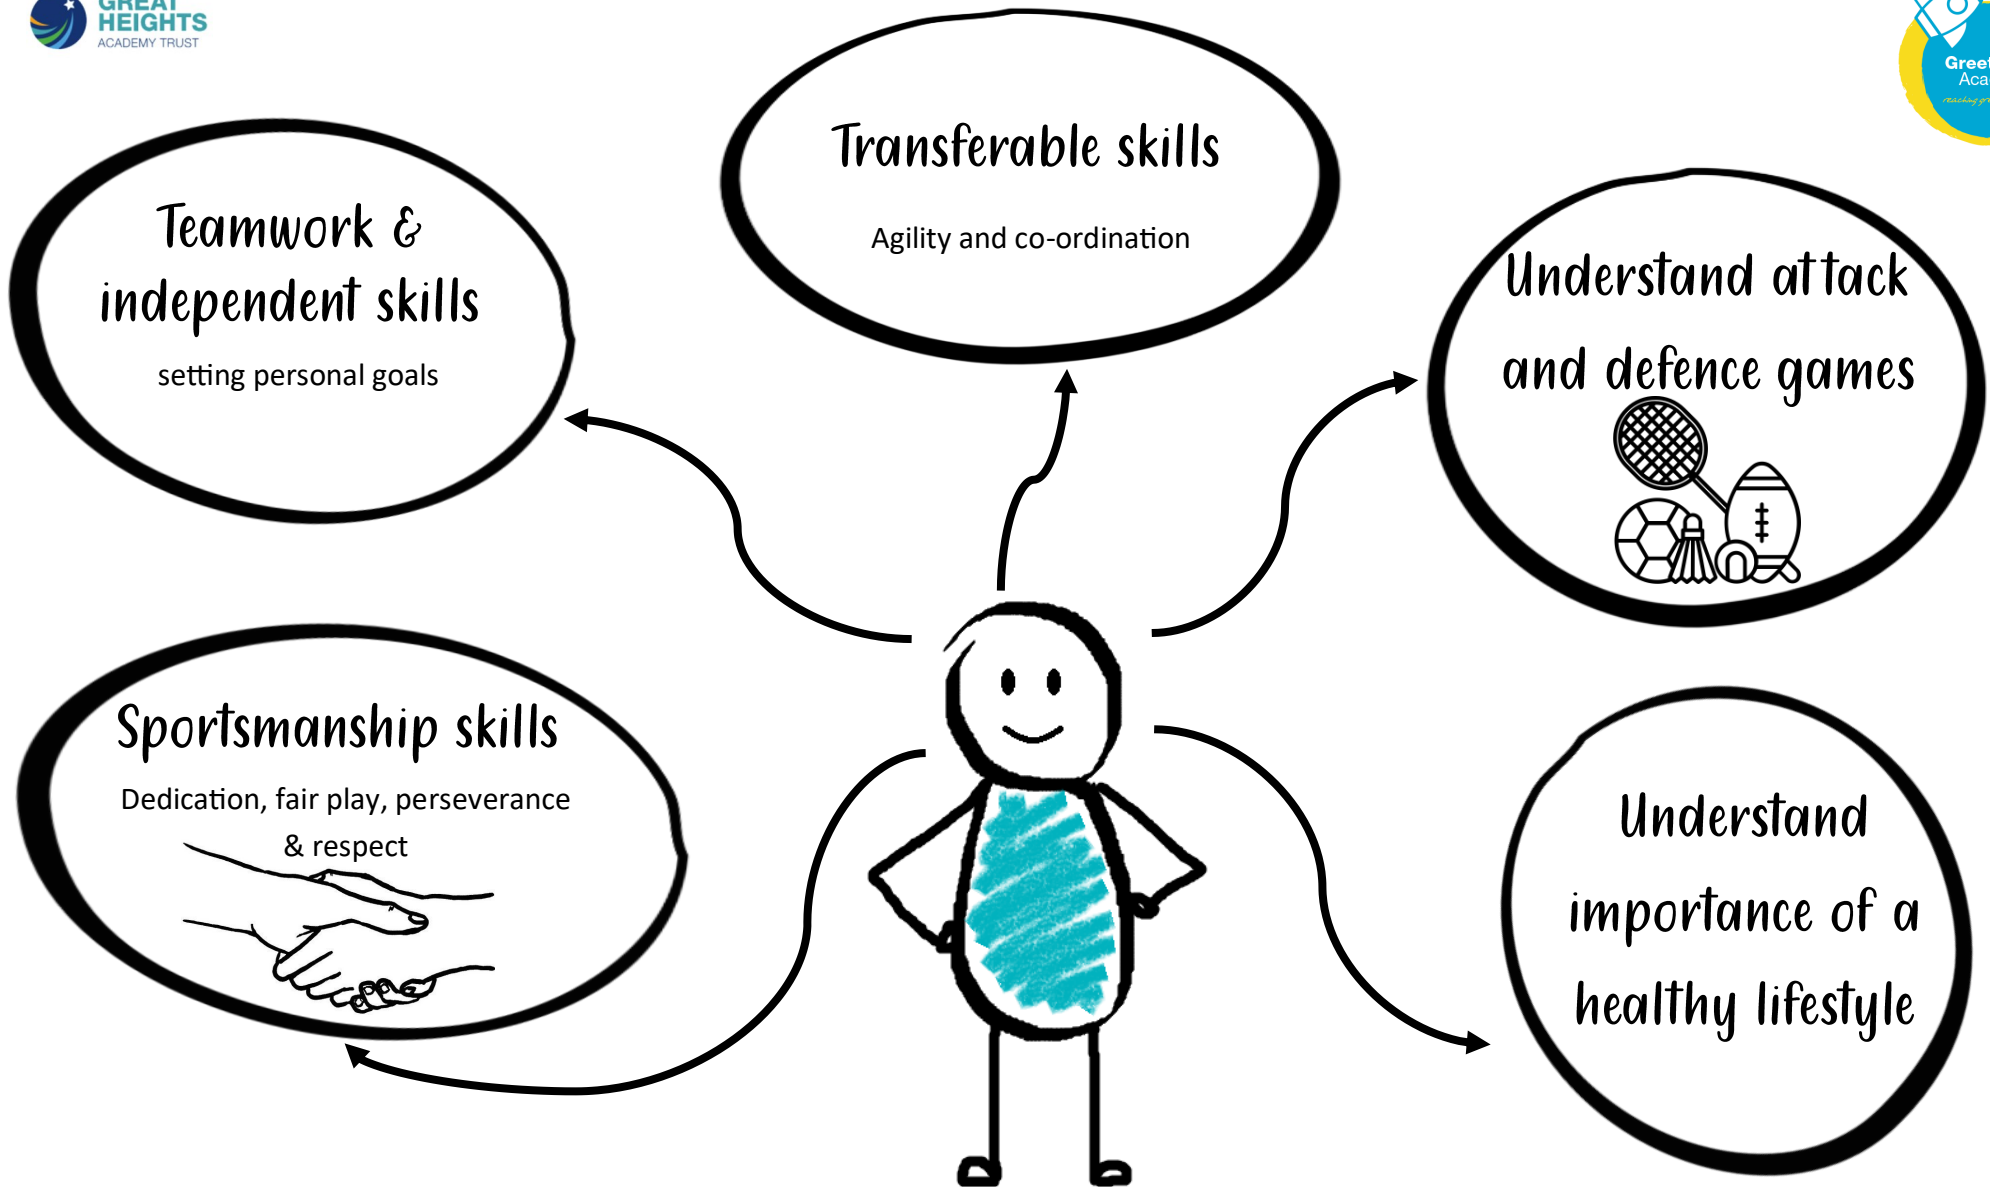 GREAT
HEIGHTS
ACADEMY TRUST
Transferable skills
Agility and co-ordination
Teamwork &
independent skills
setting personal goals
Understand attack
and defence games
Sportsmanship skills
Dedication, fair play, perseverance
& respect
Understand
importance of a
healthy lifestyle